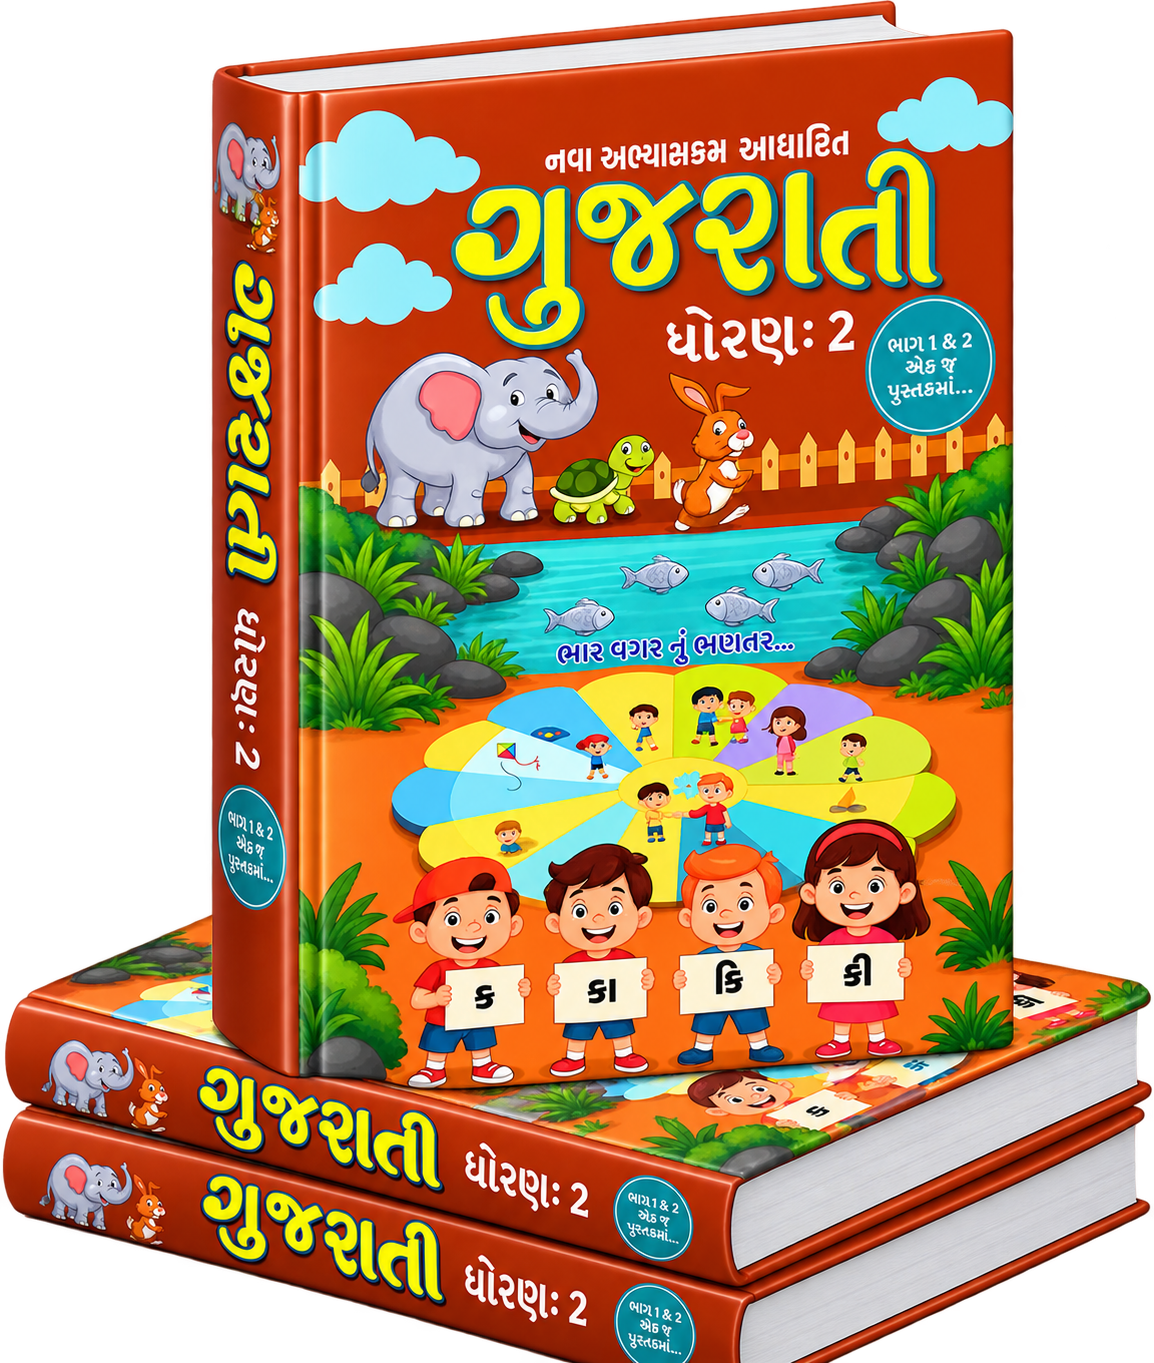 નવા અભ્યાસક્રમ આધારિત
ગુજરાતી
ધોરણઃ 2
ભાગ 1 & 2
એક જ
પુસ્તકમાં...
ભાર વગર નું ભણતર...
ક
કા
કિ
કી
ગુજરાતી
ધોરણઃ 2
ભાગ 1 & 2
એક જ
પુસ્તકમાં...
ગુજરાતી ધોરણઃ 2
ભાગ 1 & 2
એક જ
પુસ્તકમાં...
ગુજરાતી ધોરણઃ 2
ભાગ 1 & 2
એક જ
પુસ્તકમાં...